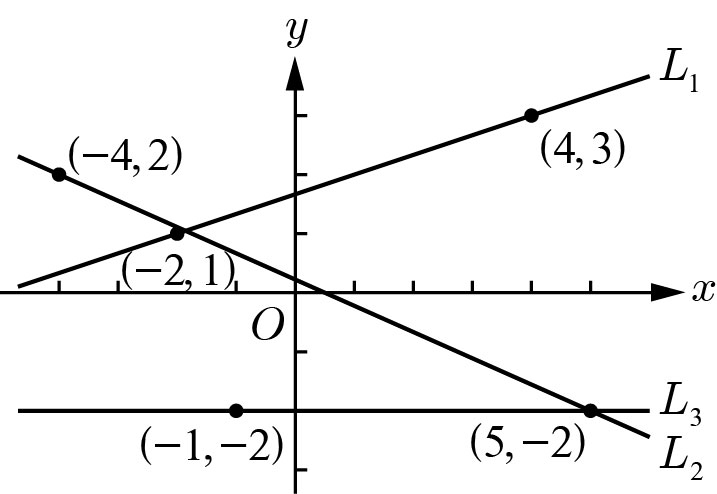 y
L₁
(4, 3)
(−4, 2)
(−2, 1)
x
O
L₃
(−1, −2)
(5, −2)
L₂